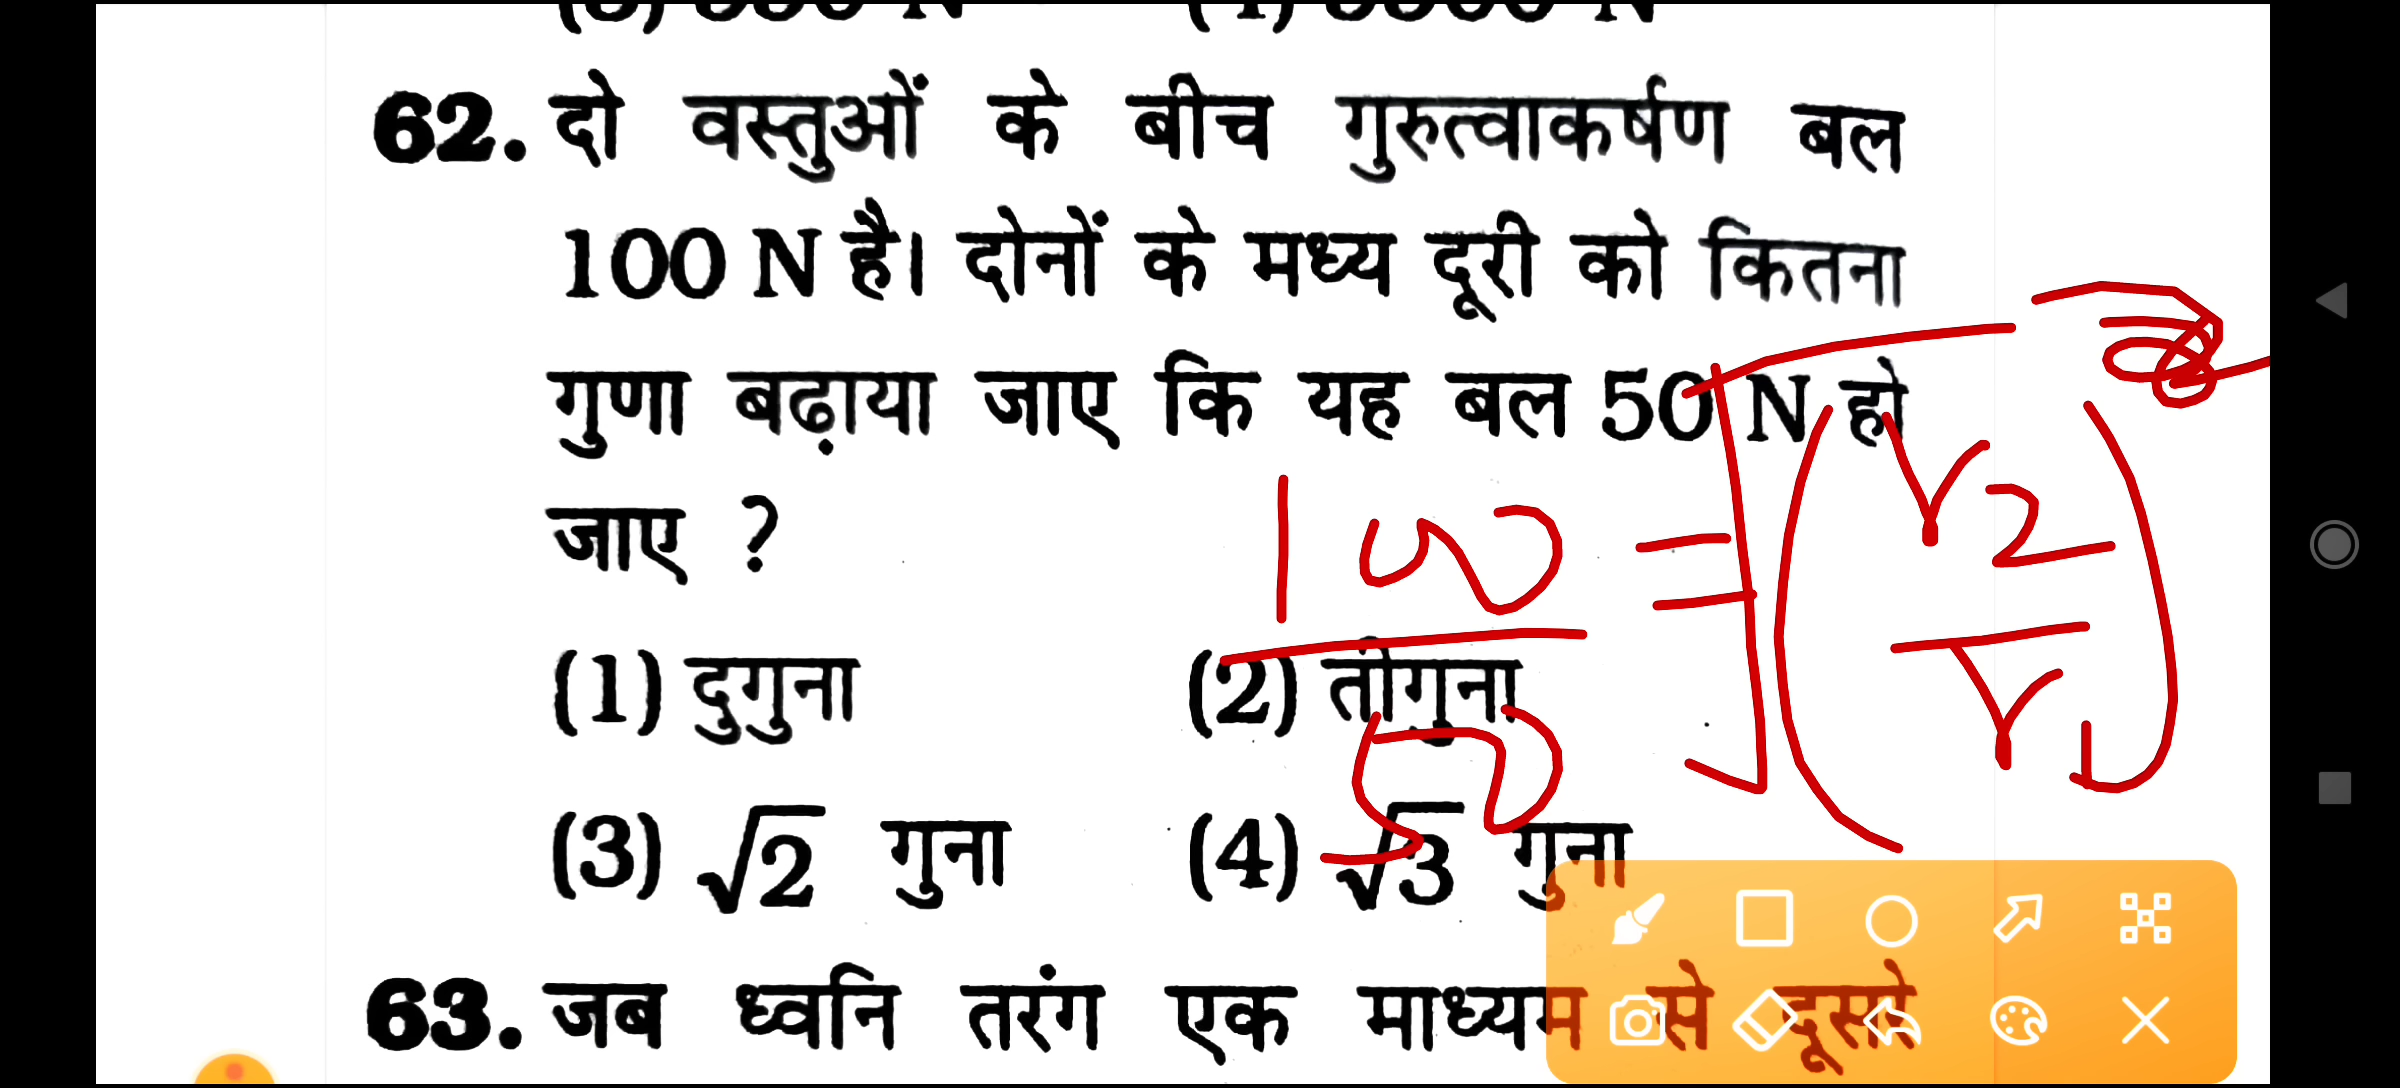 62. दो वस्तुओं के बीच गुरुत्वाकर्षण बल
100 N है। दोनों के मध्य दूरी को कितना
गुणा बढ़ाया जाए कि यह बल 50 N हो
जाए ?
(1) दुगुना (2) तीगुना
(3) √2 गुना (4) √3 गुना
100 / 50 = (r2 / r1)
63. जब ध्वनि तरंग एक माध्यम से दूसरे